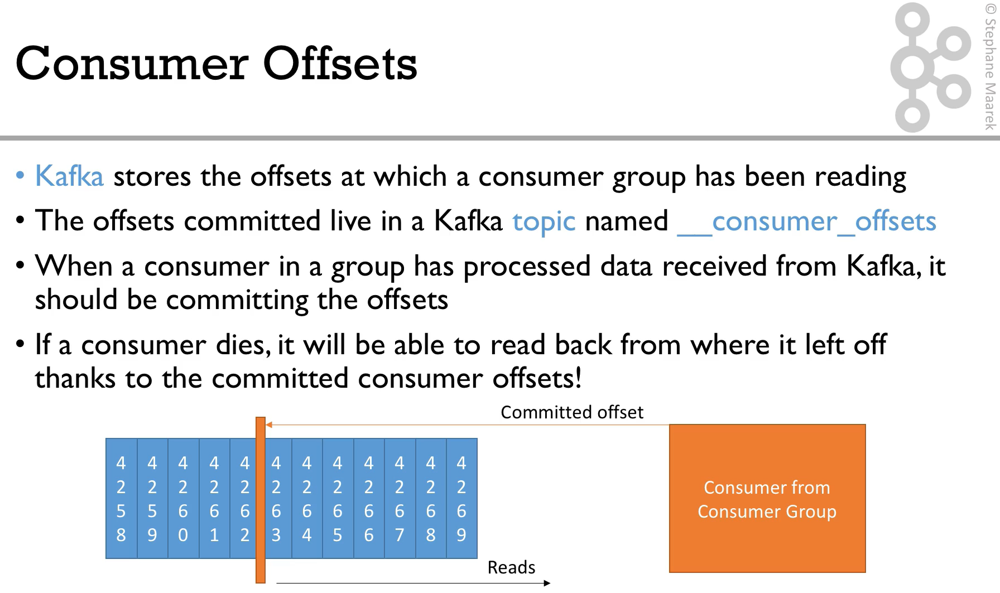 Consumer Offsets
© Stephane Maarek
• Kafka stores the offsets at which a consumer group has been reading
• The offsets committed live in a Kafka topic named __consumer_offsets
• When a consumer in a group has processed data received from Kafka, it
should be committing the offsets
• If a consumer dies, it will be able to read back from where it left off
thanks to the committed consumer offsets!
Committed offset
4258 4259 4260 4261 4262 4263 4264 4265 4266 4267 4268 4269
Consumer from
Consumer Group
Reads